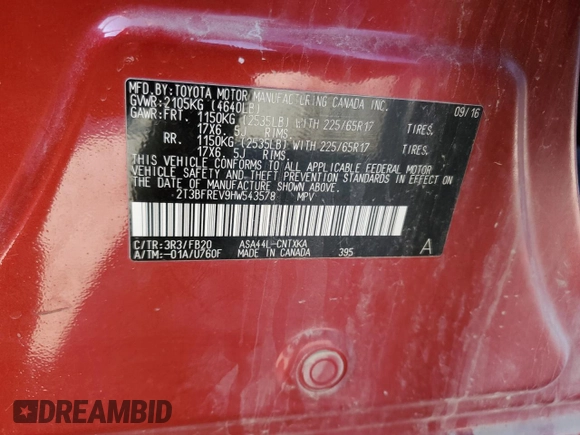 MFD.BY:TOYOTA MOTOR MANUFACTURING CANADA INC.
GVWR:2105KG (4640LB) 09/16
GAWR:FRT. 1150KG (2535LB) WITH 225/65R17 TIRES.
17X6.5J RIMS.
RR. 1150KG (2535LB) WITH 225/65R17 TIRES.
17X6.5J RIMS.
THIS VEHICLE CONFORMS TO ALL APPLICABLE FEDERAL MOTOR
VEHICLE SAFETY AND THEFT PREVENTION STANDARDS IN EFFECT ON
THE DATE OF MANUFACTURE SHOWN ABOVE.
2T3BFREV9HW543578 MPV
C/TR:3R3/FB20 ASA44L-CNTXKA
A/TM:-01A/U760F MADE IN CANADA 395 A
DREAMBID